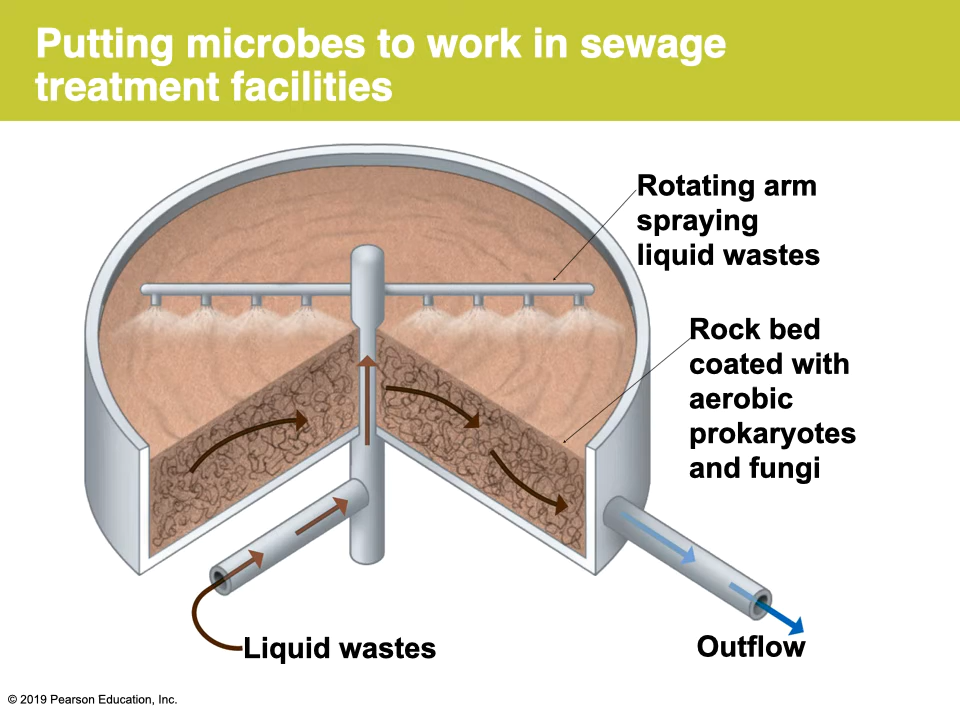 Putting microbes to work in sewage
treatment facilities
Rotating arm
spraying
liquid wastes
Rock bed
coated with
aerobic
prokaryotes
and fungi
Liquid wastes
Outflow
© 2019 Pearson Education, Inc.